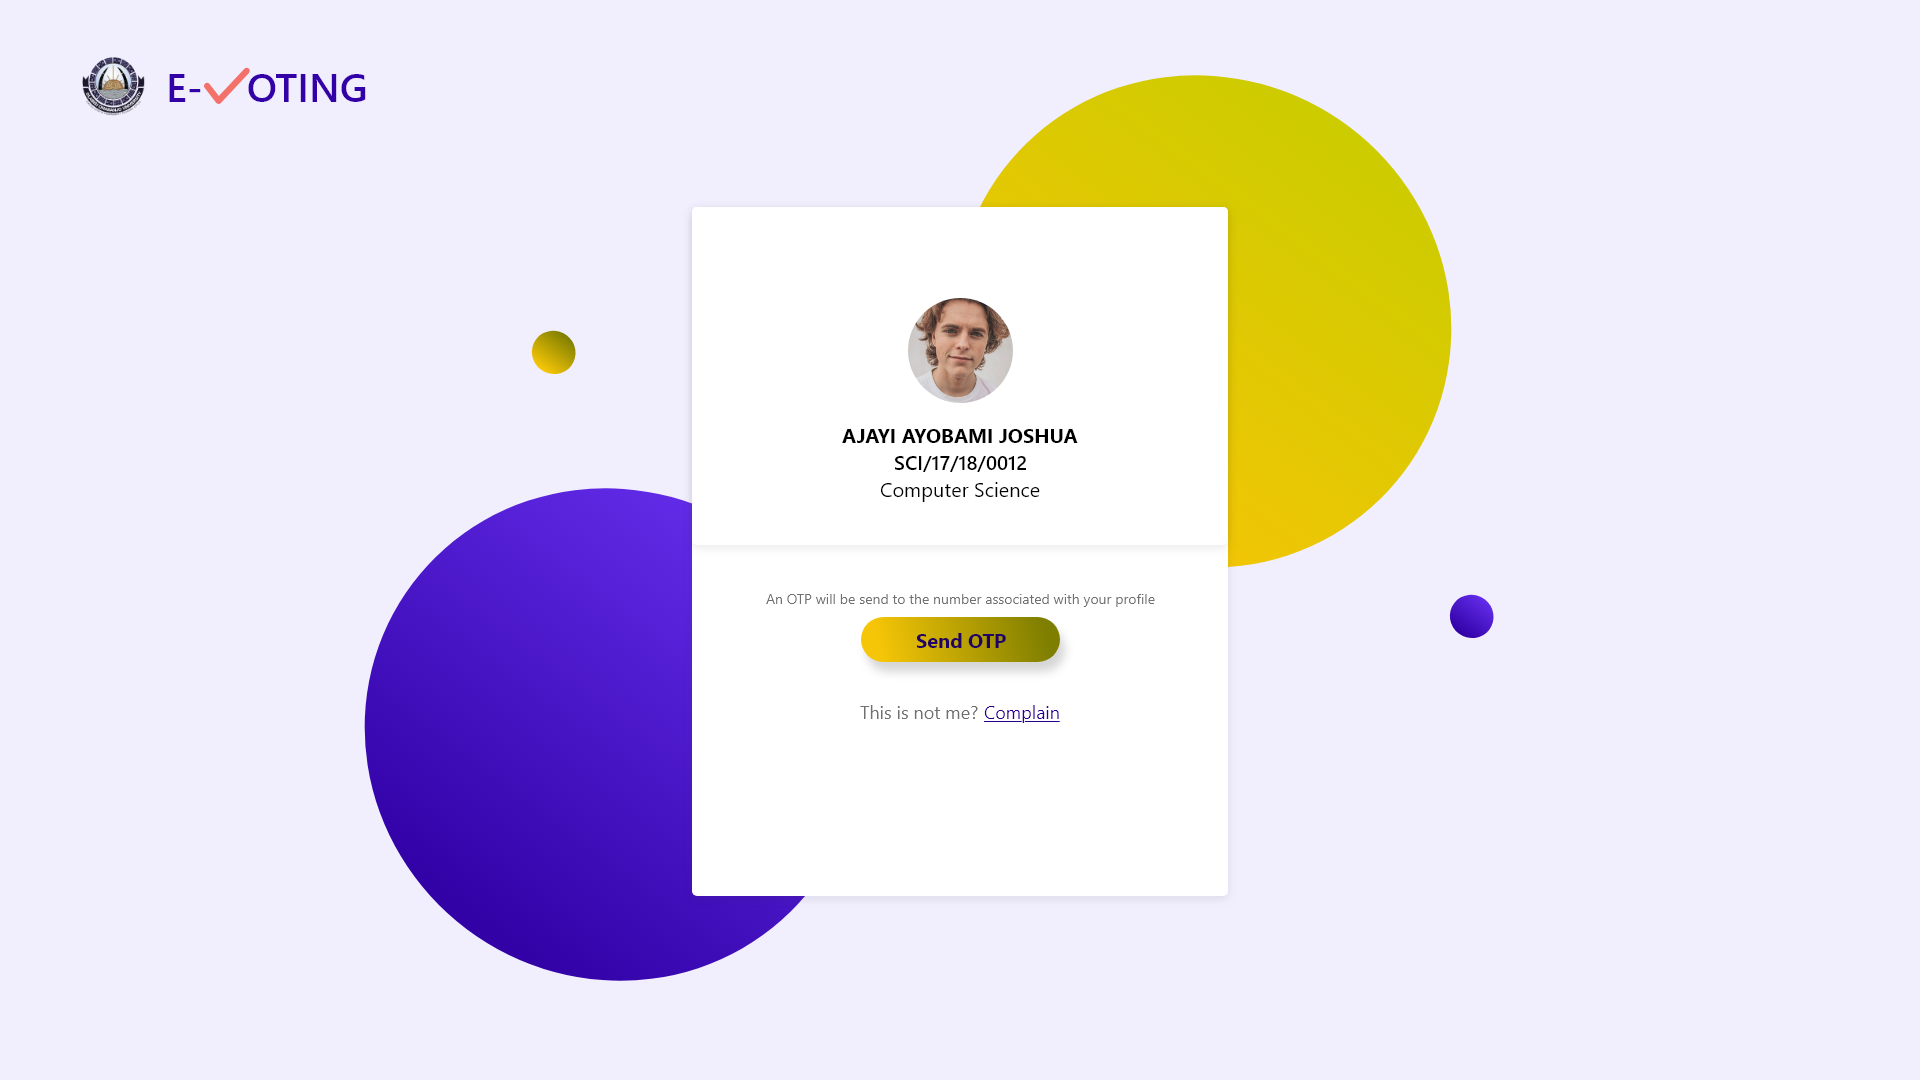 E-VOTING
AJAYI AYOBAMI JOSHUA
SCI/17/18/0012
Computer Science
An OTP will be send to the number associated with your profile
Send OTP
This is not me? Complain